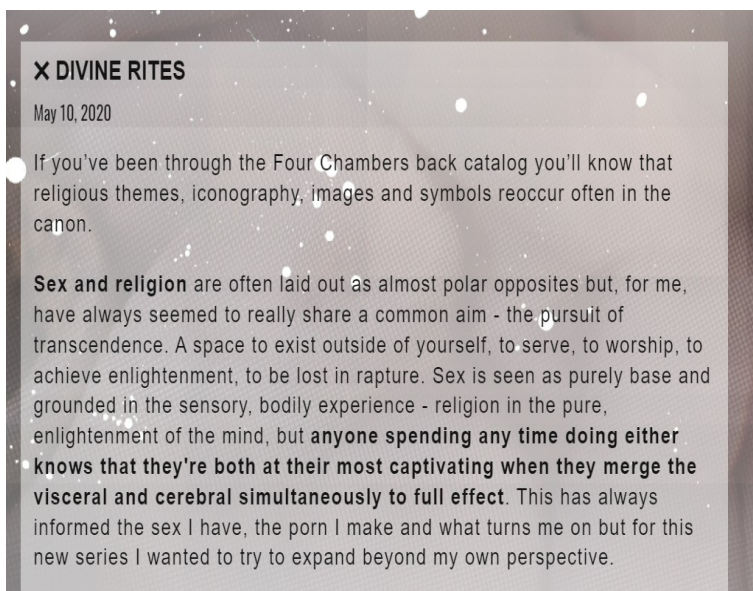 ✕ DIVINE RITES
May 10, 2020
If you've been through the Four Chambers back catalog you'll know that
religious themes, iconography, images and symbols reoccur often in the
canon.
Sex and religion are often laid out as almost polar opposites but, for me,
have always seemed to really share a common aim - the pursuit of
transcendence. A space to exist outside of yourself, to serve, to worship, to
achieve enlightenment, to be lost in rapture. Sex is seen as purely base and
grounded in the sensory, bodily experience - religion in the pure,
enlightenment of the mind, but anyone spending any time doing either
knows that they're both at their most captivating when they merge the
visceral and cerebral simultaneously to full effect. This has always
informed the sex I have, the porn I make and what turns me on but for this
new series I wanted to try to expand beyond my own perspective.